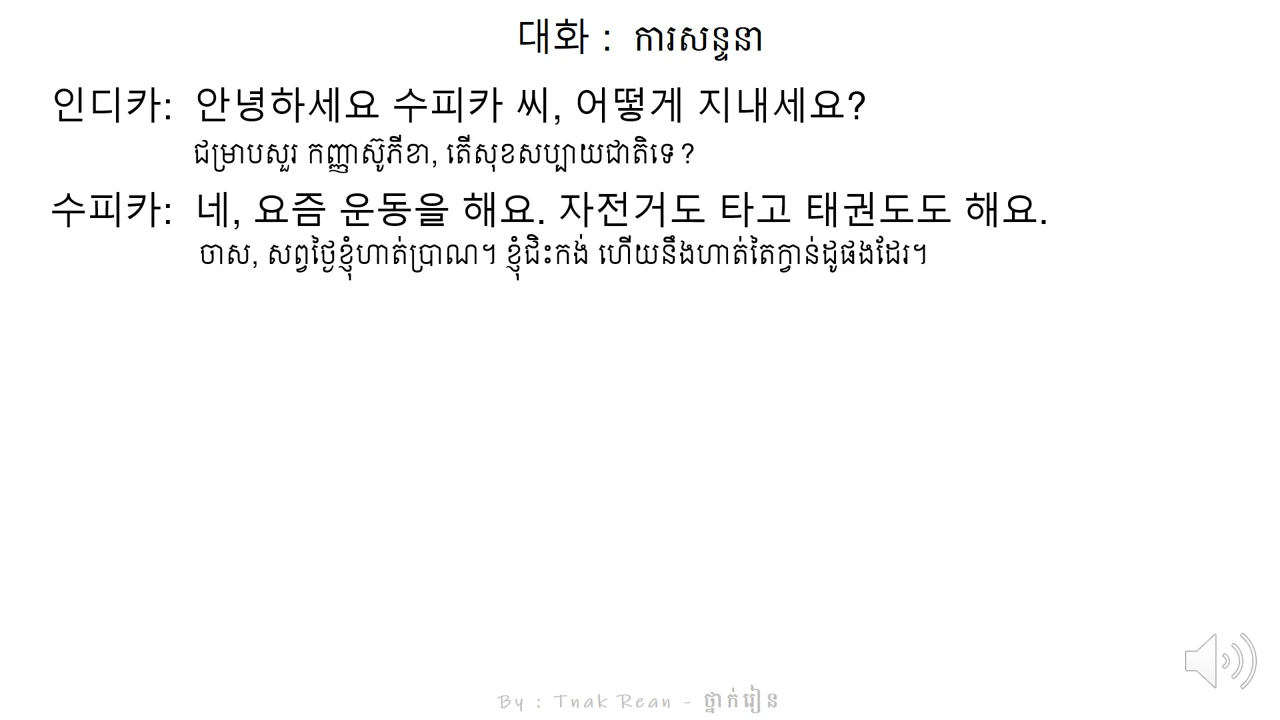 대화 : ការសន្ទនា
인디카: 안녕하세요 수피카 씨, 어떻게 지내세요?
ជម្រាបសួរ កញ្ញាស៊ូភីខា, តើសុខសប្បាយជាតិទេ?
수피카: 네, 요즘 운동을 해요. 자전거도 타고 태권도도 해요.
ចាស, សព្វថ្ងៃខ្ញុំហាត់ប្រាណ។ ខ្ញុំជិះកង់ ហើយនឹងហាត់តៃក្វាន់ដូផងដែរ។
By : Tnak Rean - ថ្នាក់រៀន